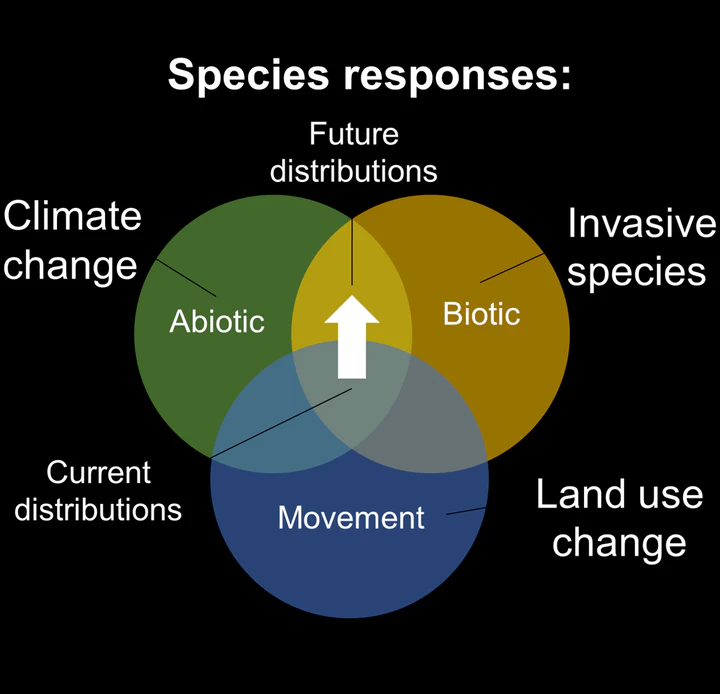 Species responses:
Future
distributions
Climate
change
Invasive
species
Abiotic
Biotic
Current
distributions
Movement
Land use
change